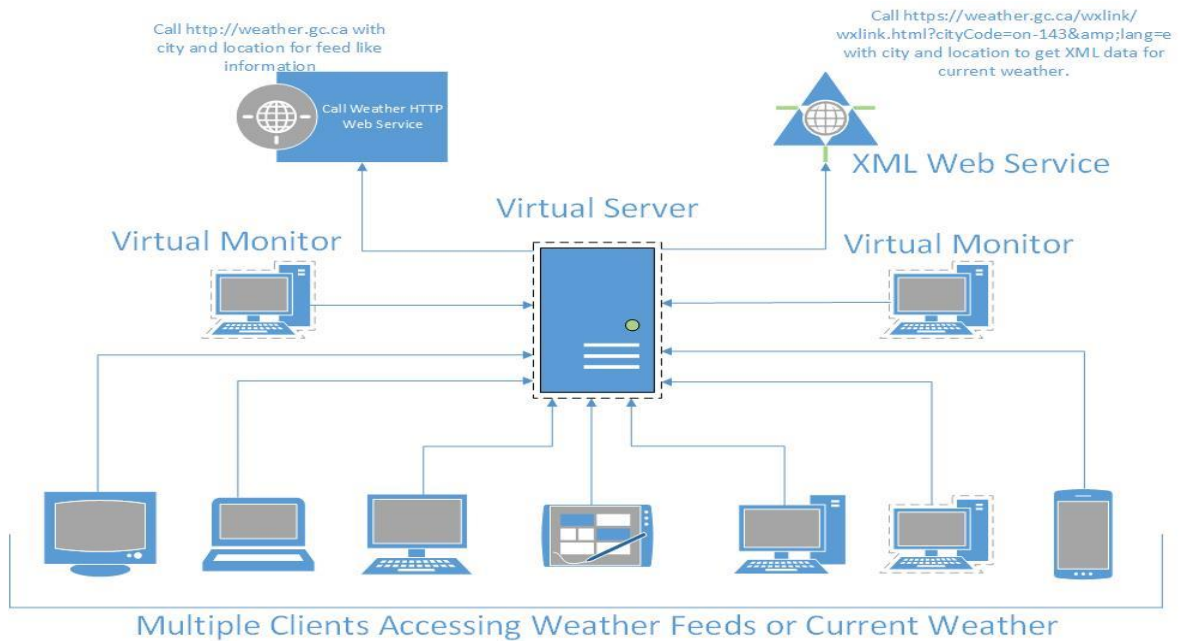 Call http://weather.gc.ca with
city and location for feed like
information
Call Weather HTTP
Web Service
Call https://weather.gc.ca/wxlink/
wxlink.html?cityCode=on-143&amp;lang=e
with city and location to get XML data for
current weather.
XML Web Service
Virtual Server
Virtual Monitor
Virtual Monitor
Multiple Clients Accessing Weather Feeds or Current Weather